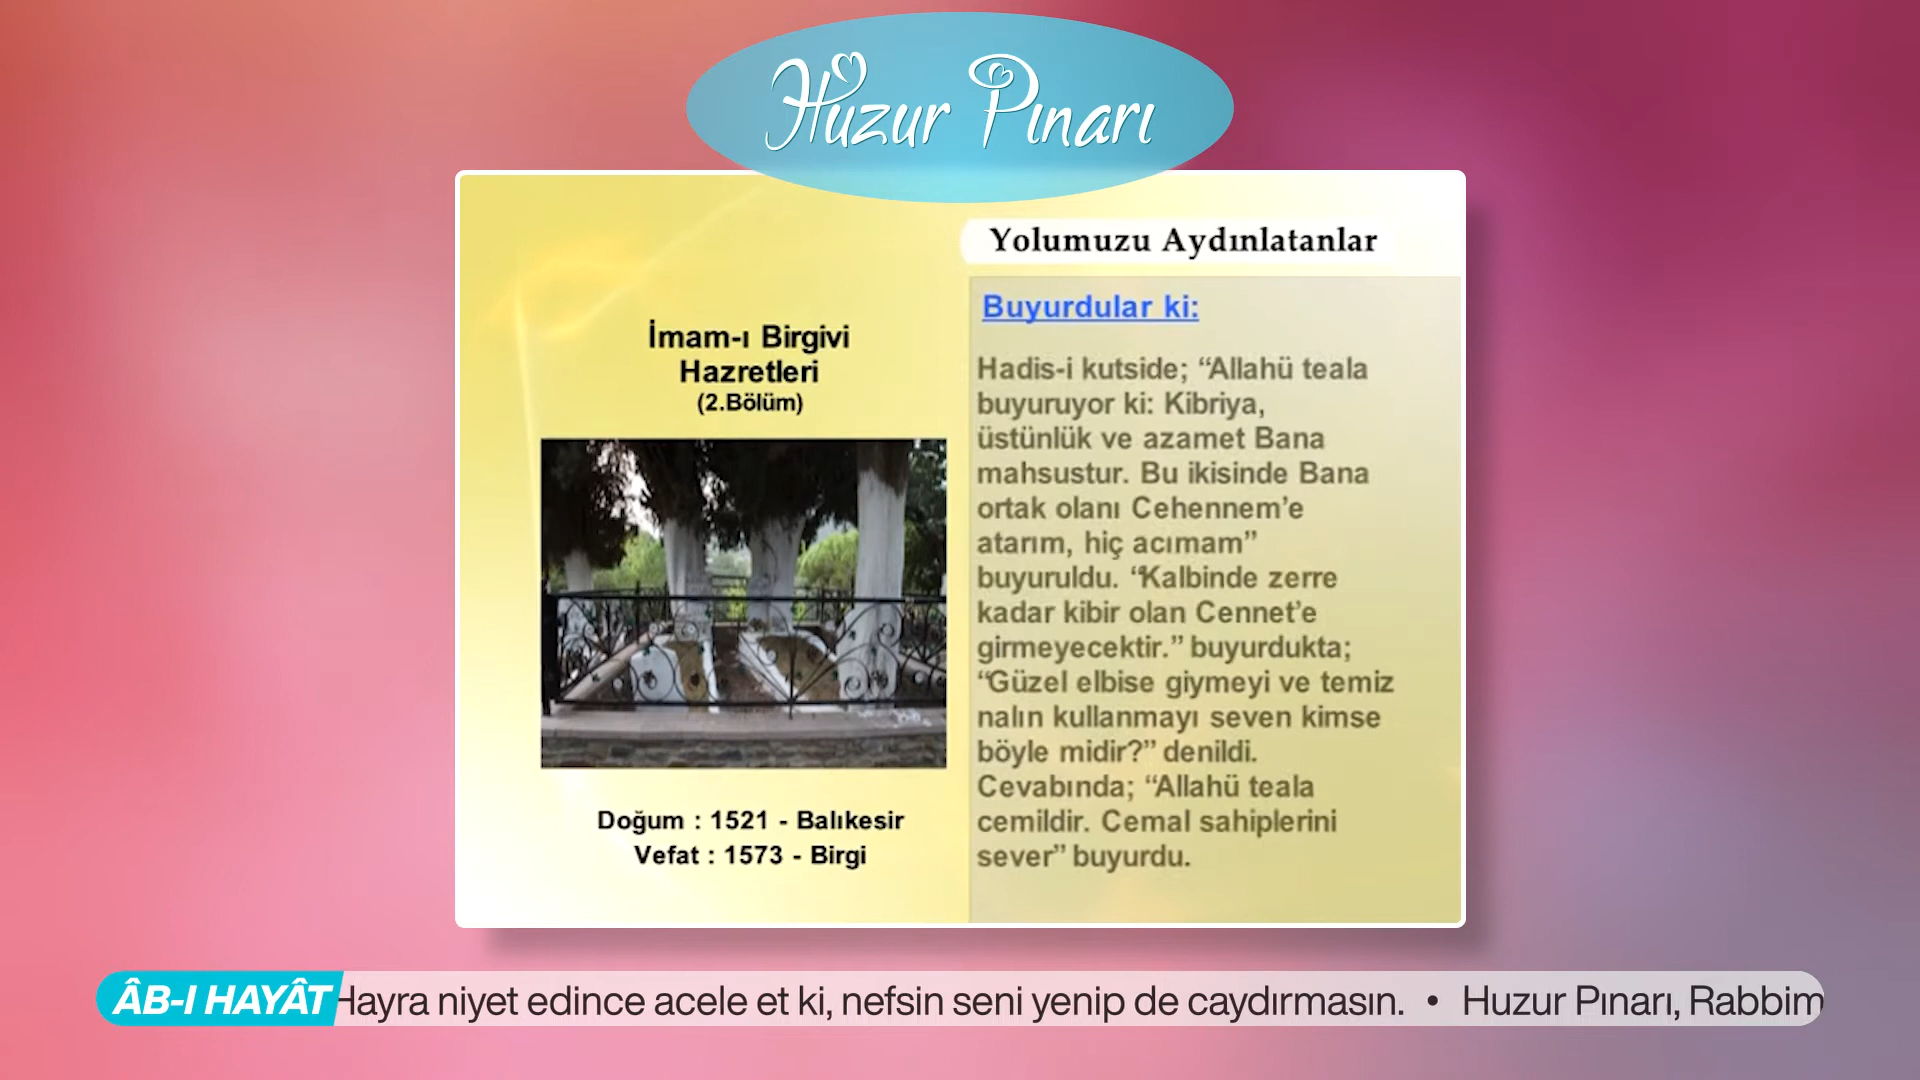 Huzur Pınarı
Yolumuzu Aydınlatanlar
İmam-ı Birgivi
Hazretleri
(2.Bölüm)
Doğum : 1521 - Balıkesir
Vefat : 1573 - Birgi
Buyurdular ki:
Hadis-i kutside; “Allahü teala
buyuruyor ki: Kibriya,
üstünlük ve azamet Bana
mahsustur. Bu ikisinde Bana
ortak olanı Cehennem’e
atarım, hiç acımam”
buyuruldu. “Kalbinde zerre
kadar kibir olan Cennet’e
girmeyecektir.” buyurdukta;
“Güzel elbise giymeyi ve temiz
nalın kullanmayı seven kimse
böyle midir?” denildi.
Cevabında; “Allahü teala
cemildir. Cemal sahiplerini
sever” buyurdu.
ÂB-I HAYÂT Hayra niyet edince acele et ki, nefsin seni yenip de caydırmasın. • Huzur Pınarı, Rabbim